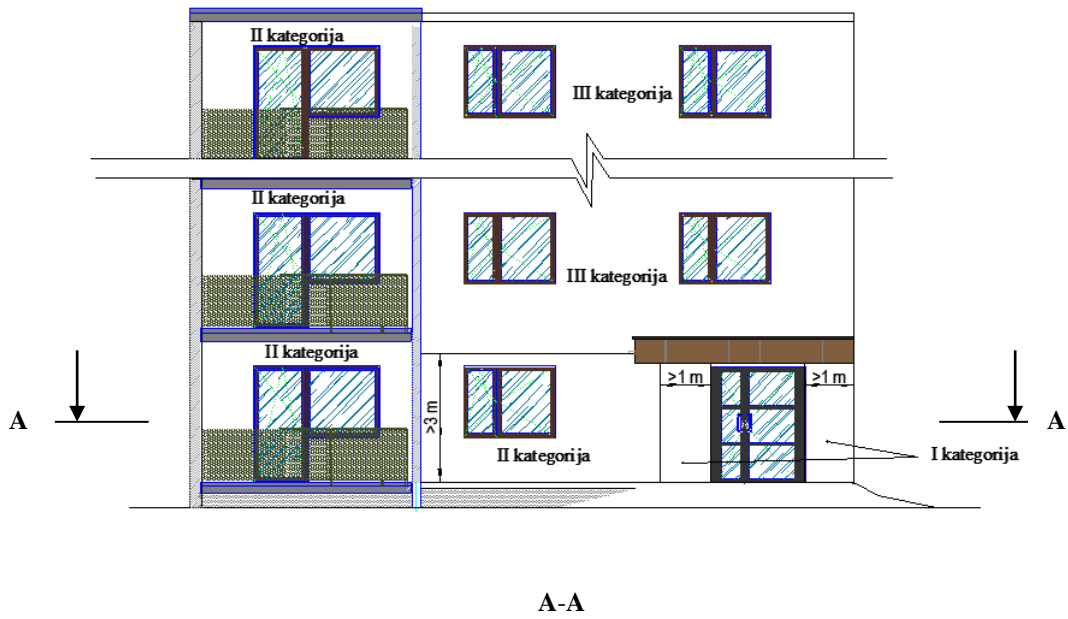 II kategorija
III kategorija
II kategorija
III kategorija
II kategorija
>3 m
>1 m
>1 m
A
A
II kategorija
I kategorija
A-A